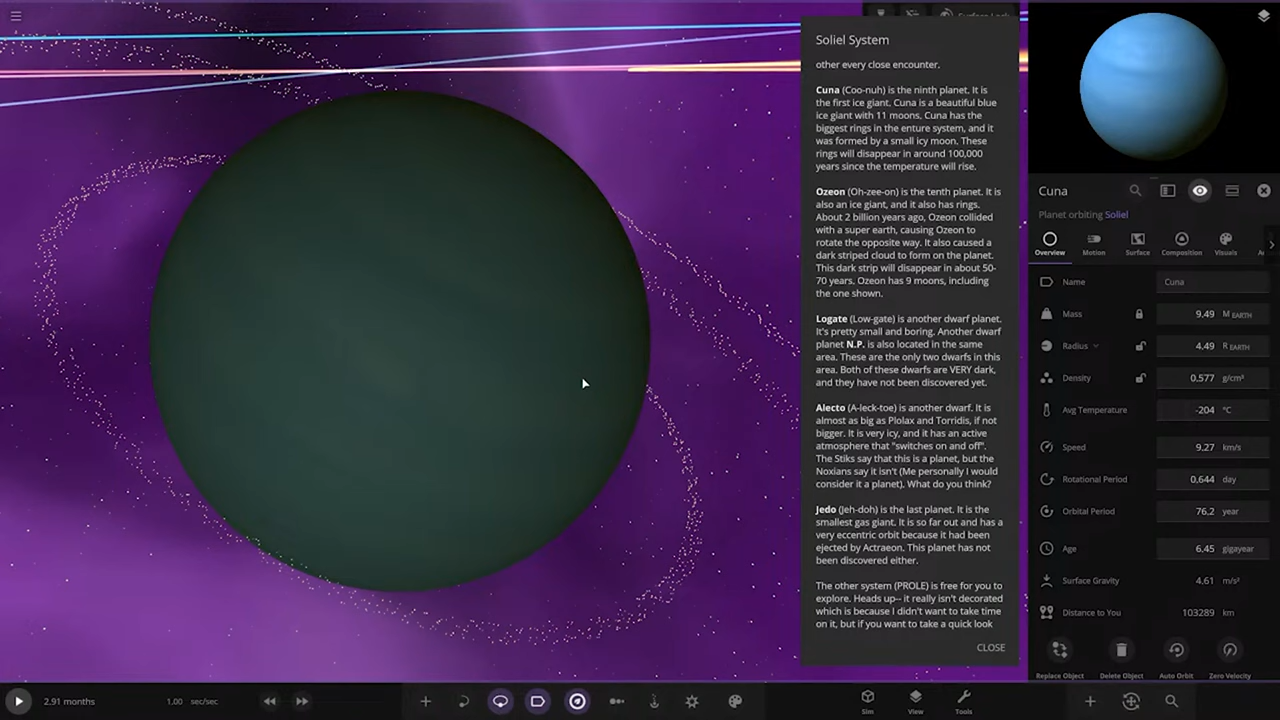 Soliel System
other every close encounter.
Cuna (Coo-nuh) is the ninth planet. It is
the first ice giant. Cuna is a beautiful blue
ice giant with 11 moons. Cuna has the
biggest rings in the enture system, and it
was formed by a small icy moon. These
rings will disappear in around 100,000
years since the temperature will rise.
Ozeon (Oh-zee-on) is the tenth planet. It is
also an ice giant, and it also has rings.
About 2 billion years ago, Ozeon collided
with a super earth, causing Ozeon to
rotate the opposite way. It also caused a
dark striped cloud to form on the planet.
This dark strip will disappear in about 50-
70 years. Ozeon has 9 moons, including
the one shown.
Logate (Low-gate) is another dwarf planet.
It's pretty small and boring. Another dwarf
planet N.P. is also located in the same
area. These are the only two dwarfs in this
area. Both of these dwarfs are VERY dark,
and they have not been discovered yet.
Alecto (A-leck-toe) is another dwarf. It is
almost as big as Plolax and Torridis, if not
bigger. It is very icy, and it has an active
atmosphere that "switches on and off".
The Stiks say that this is a planet, but the
Noxians say it isn't (Me personally I would
consider it a planet). What do you think?
Jedo (Jeh-doh) is the last planet. It is the
smallest gas giant. It is so far out and has a
very eccentric orbit because it had been
ejected by Actraeon. This planet has not
been discovered either.
The other system (PROLE) is free for you to
explore. Heads up-- it really isn't decorated
which is because I didn't want to take time
on it, but if you want to take a quick look
CLOSE
Cuna
Planet orbiting Soliel
Overview Motion Surface Composition Visuals
Name Cuna
Mass 9.49 M EARTH
Radius 4.49 R EARTH
Density 0.577 g/cm³
Avg Temperature -204 °C
Speed 9.27 km/s
Rotational Period 0.644 day
Orbital Period 76.2 year
Age 6.45 gigayear
Surface Gravity 4.61 m/s²
Distance to You 103289 km
Replace Object Delete Object Auto Orbit Zero Velocity
2.91 months 1.00 sec/sec Sim View Tools